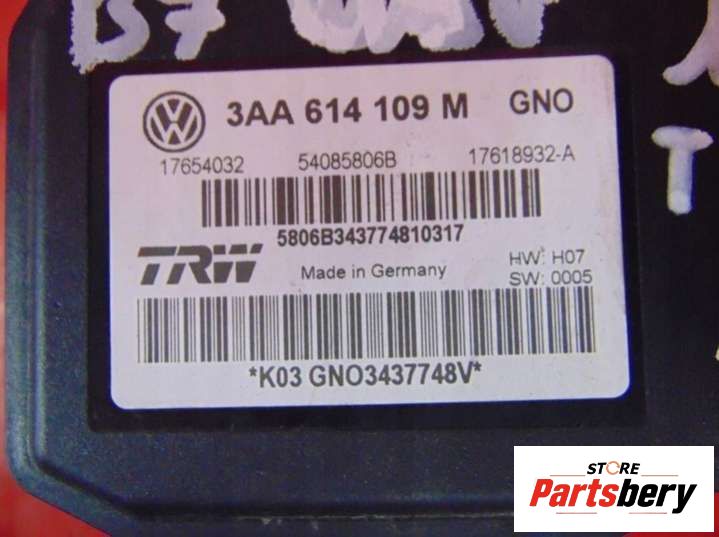 B7
VW 3AA 614 109 M GNO
17654032 54085806B 17618932-A
5806B343774810317
TRW Made in Germany HW: H07
SW: 0005
*K03 GNO3437748V*
T
STORE
Partsbery